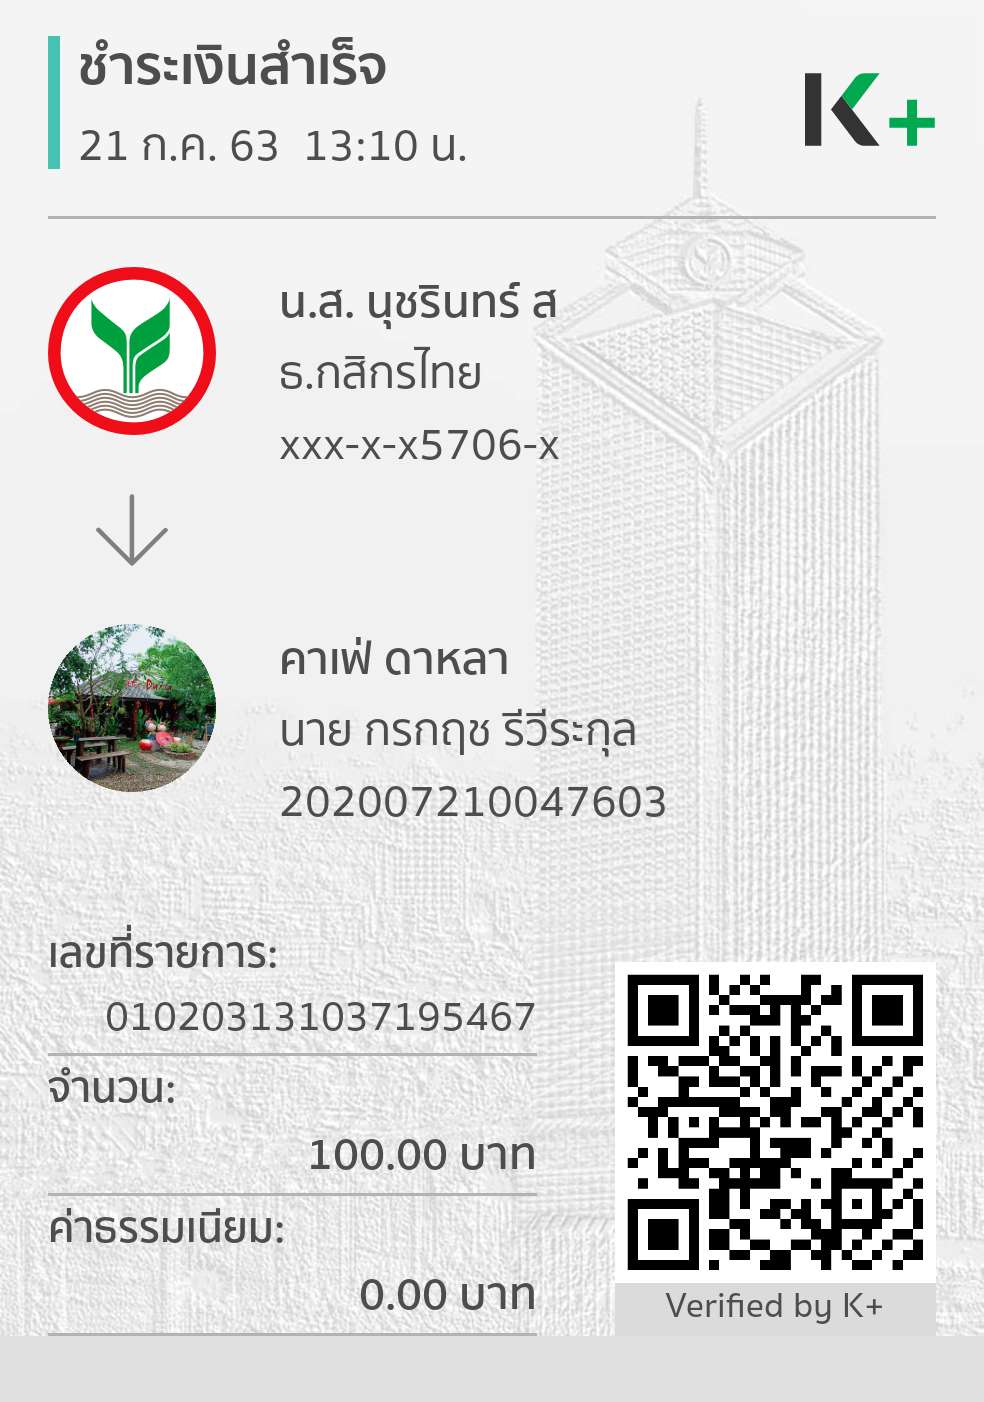 ชำระเงินสำเร็จ
21 ก.ค. 63 13:10 น.
K+
น.ส. นุชรินทร์ ส
ธ.กสิกรไทย
xxx-x-x5706-x
คาเฟ่ ดาหลา
นาย กรกฤช รีวีระกุล
202007210047603
เลขที่รายการ:
010203131037195467
จำนวน:
100.00 บาท
ค่าธรรมเนียม:
0.00 บาท
Verified by K+